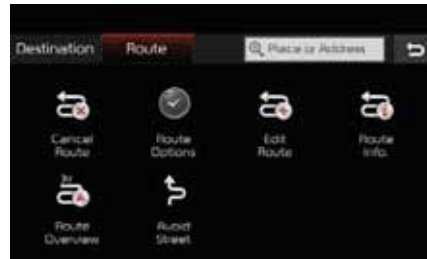 Destination
Route
Place or Address
Cancel
Route
Route
Options
Edit
Route
Route
Info.
Route
Overview
Avoid
Street